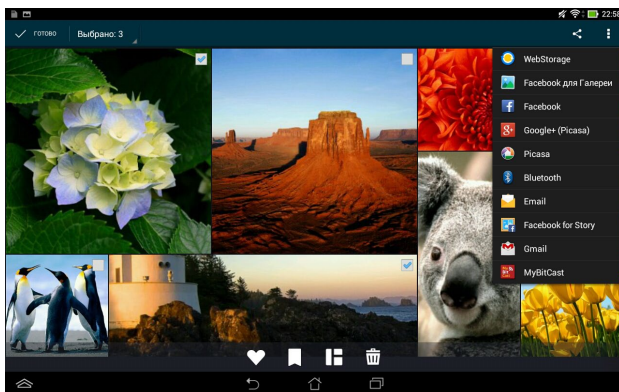 22:58
ГОТОВО
Выбрано: 3
WebStorage
Facebook для Галереи
Facebook
Google+ (Picasa)
Picasa
Bluetooth
Email
Facebook for Story
Gmail
MyBitCast